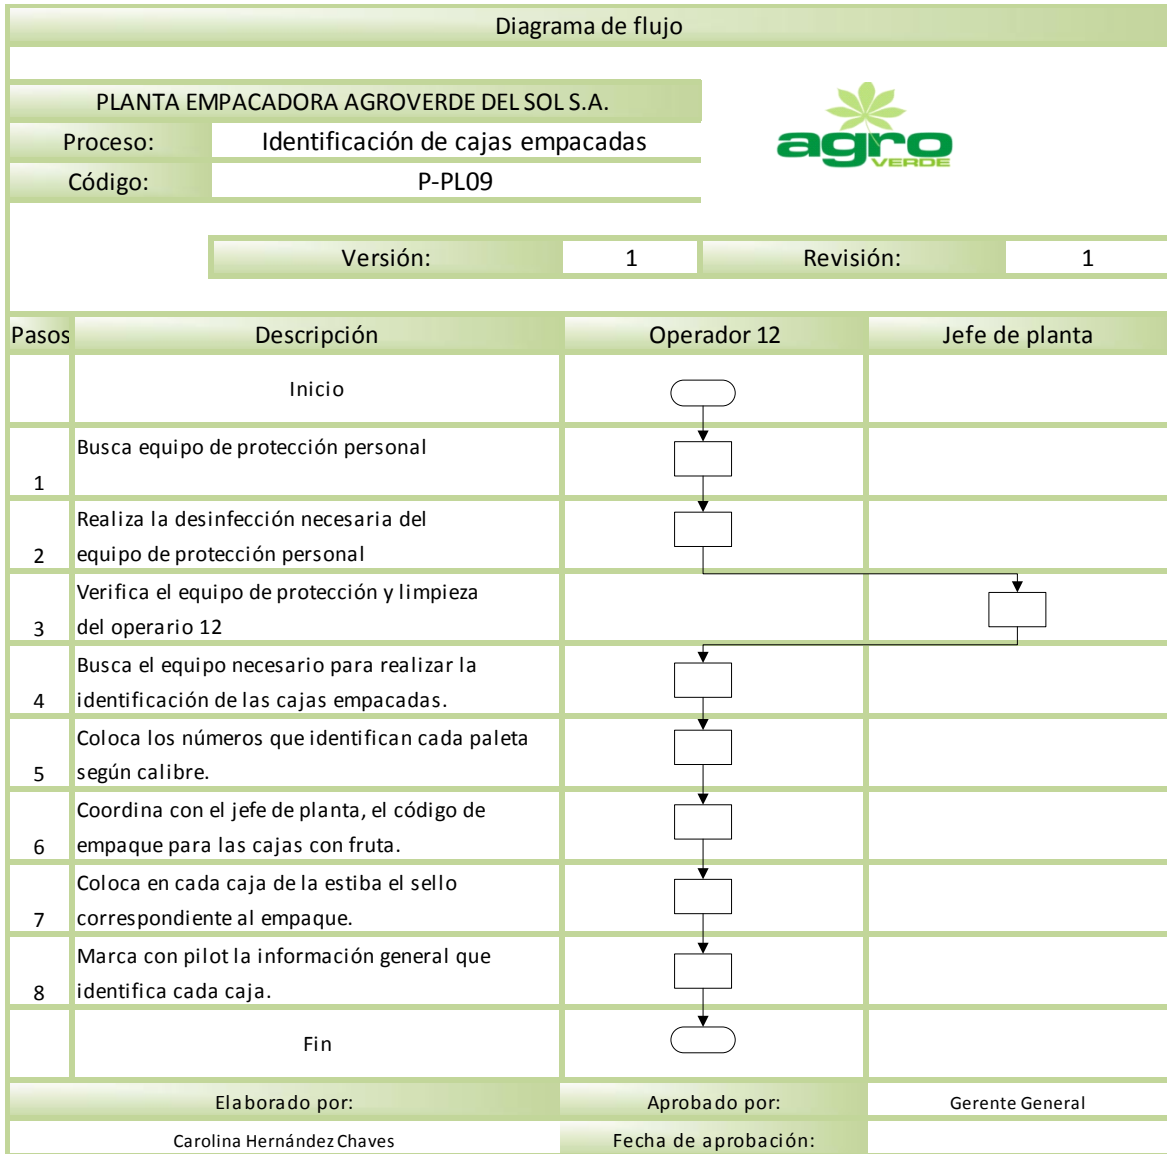 Diagrama de flujo
PLANTA EMPACADORA AGROVERDE DEL SOL S.A.
Proceso: Identificación de cajas empacadas
Código: P-PL09
agro
VERDE
Versión: 1 Revisión: 1
Pasos Descripción Operador 12 Jefe de planta
Inicio
Busca equipo de protección personal
1
Realiza la desinfección necesaria del
2 equipo de protección personal
Verifica el equipo de protección y limpieza
3 del operario 12
Busca el equipo necesario para realizar la
4 identificación de las cajas empacadas.
Coloca los números que identifican cada paleta
5 según calibre.
Coordina con el jefe de planta, el código de
6 empaque para las cajas con fruta.
Coloca en cada caja de la estiba el sello
7 correspondiente al empaque.
Marca con pilot la información general que
8 identifica cada caja.
Fin
Elaborado por: Aprobado por: Gerente General
Carolina Hernández Chaves Fecha de aprobación: